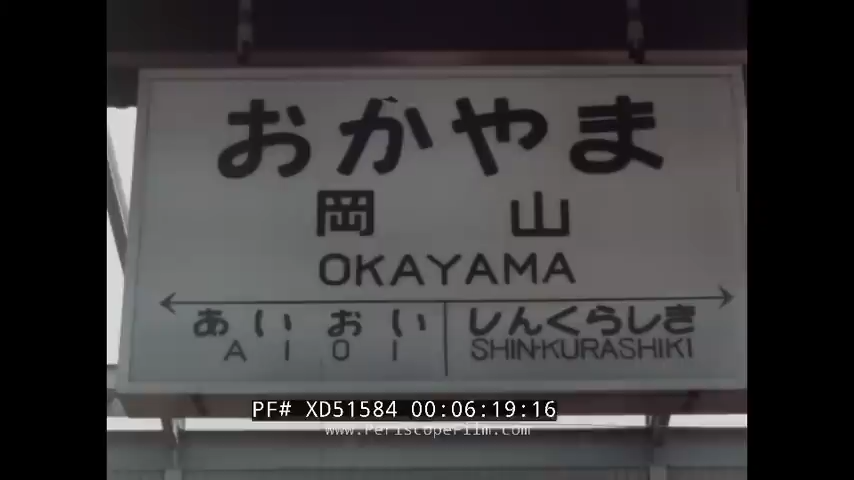 おかやま
岡山
OKAYAMA
あいおい しんくらしき
AIOI SHIN-KURASHIKI
PF# XD51584 00:06:19:16
www.PeriscopeFilm.com